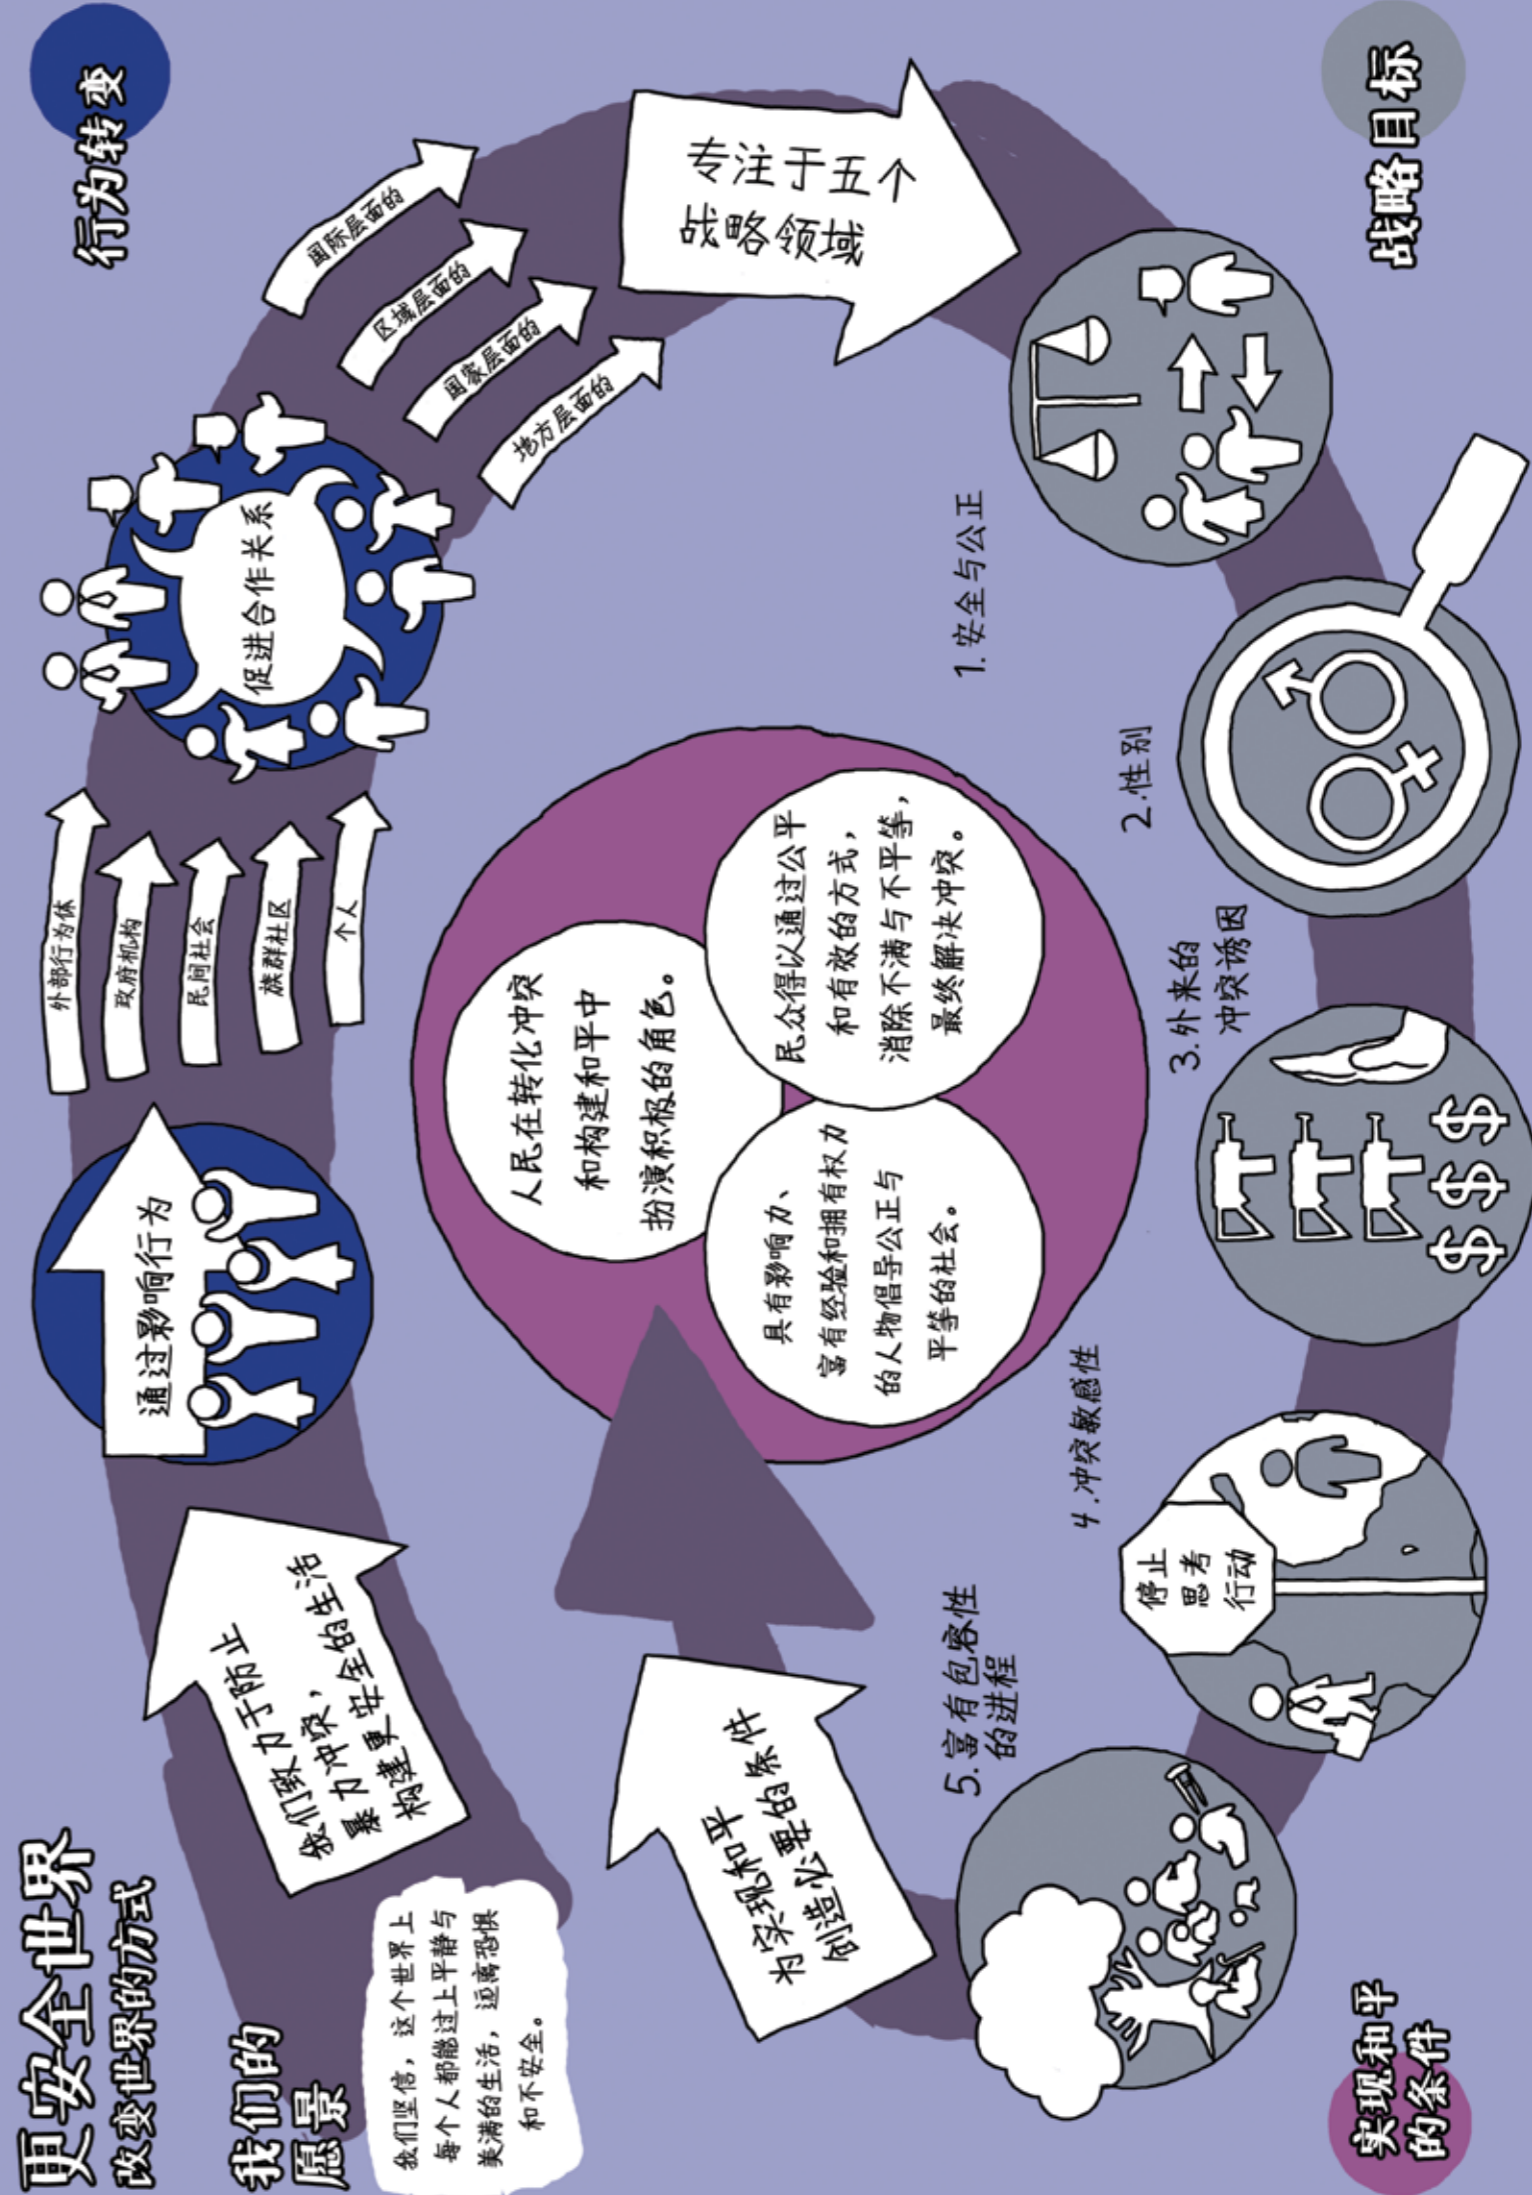 更安全世界
改变世界的方式
我们的
愿景
我们坚信，这个世界上
每个人都能过上平静与
美满的生活，远离恐惧
和不安全。
我们致力于防止
暴力冲突，
构建更安全的生活
通过影响行为
外部行为体
政府机构
民间社会
族群社区
个人
促进合作关系
国际层面的
区域层面的
国家层面的
地方层面的
行为转变
专注于五个
战略领域
战略目标
1.安全与公正
2.性别
3.外来的
冲突诱因
4.冲突敏感性
停止
思考
行动
5.富有包容性
的进程
为实现和平
创造必要的条件
人民在转化冲突
和构建和平中
扮演积极的角色。
民众得以通过公平
和有效的方式，
消除不满与不平等，
最终解决冲突。
具有影响力、
富有经验和拥有权力
的人物倡导公正与
平等的社会。
实现和平
的条件